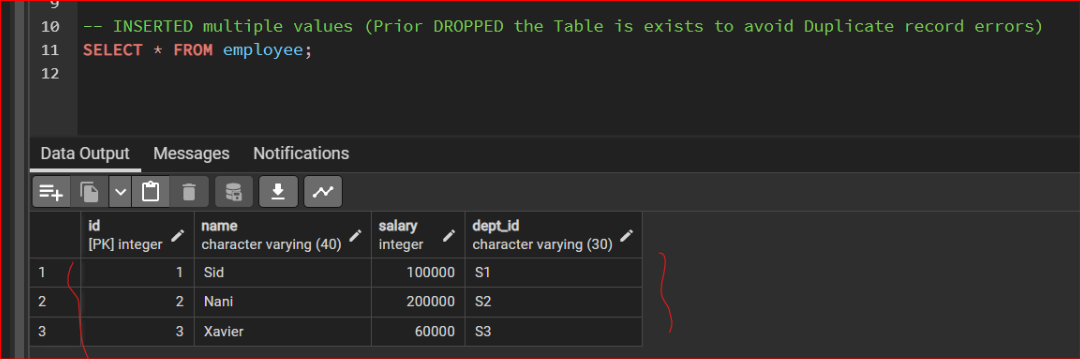 9
10 -- INSERTED multiple values (Prior DROPPED the Table is exists to avoid Duplicate record errors)
11 SELECT * FROM employee;
12
Data Output Messages Notifications
id name salary dept_id
[PK] integer character varying (40) integer character varying (30)
1 1 Sid 100000 S1
2 2 Nani 200000 S2
3 3 Xavier 60000 S3